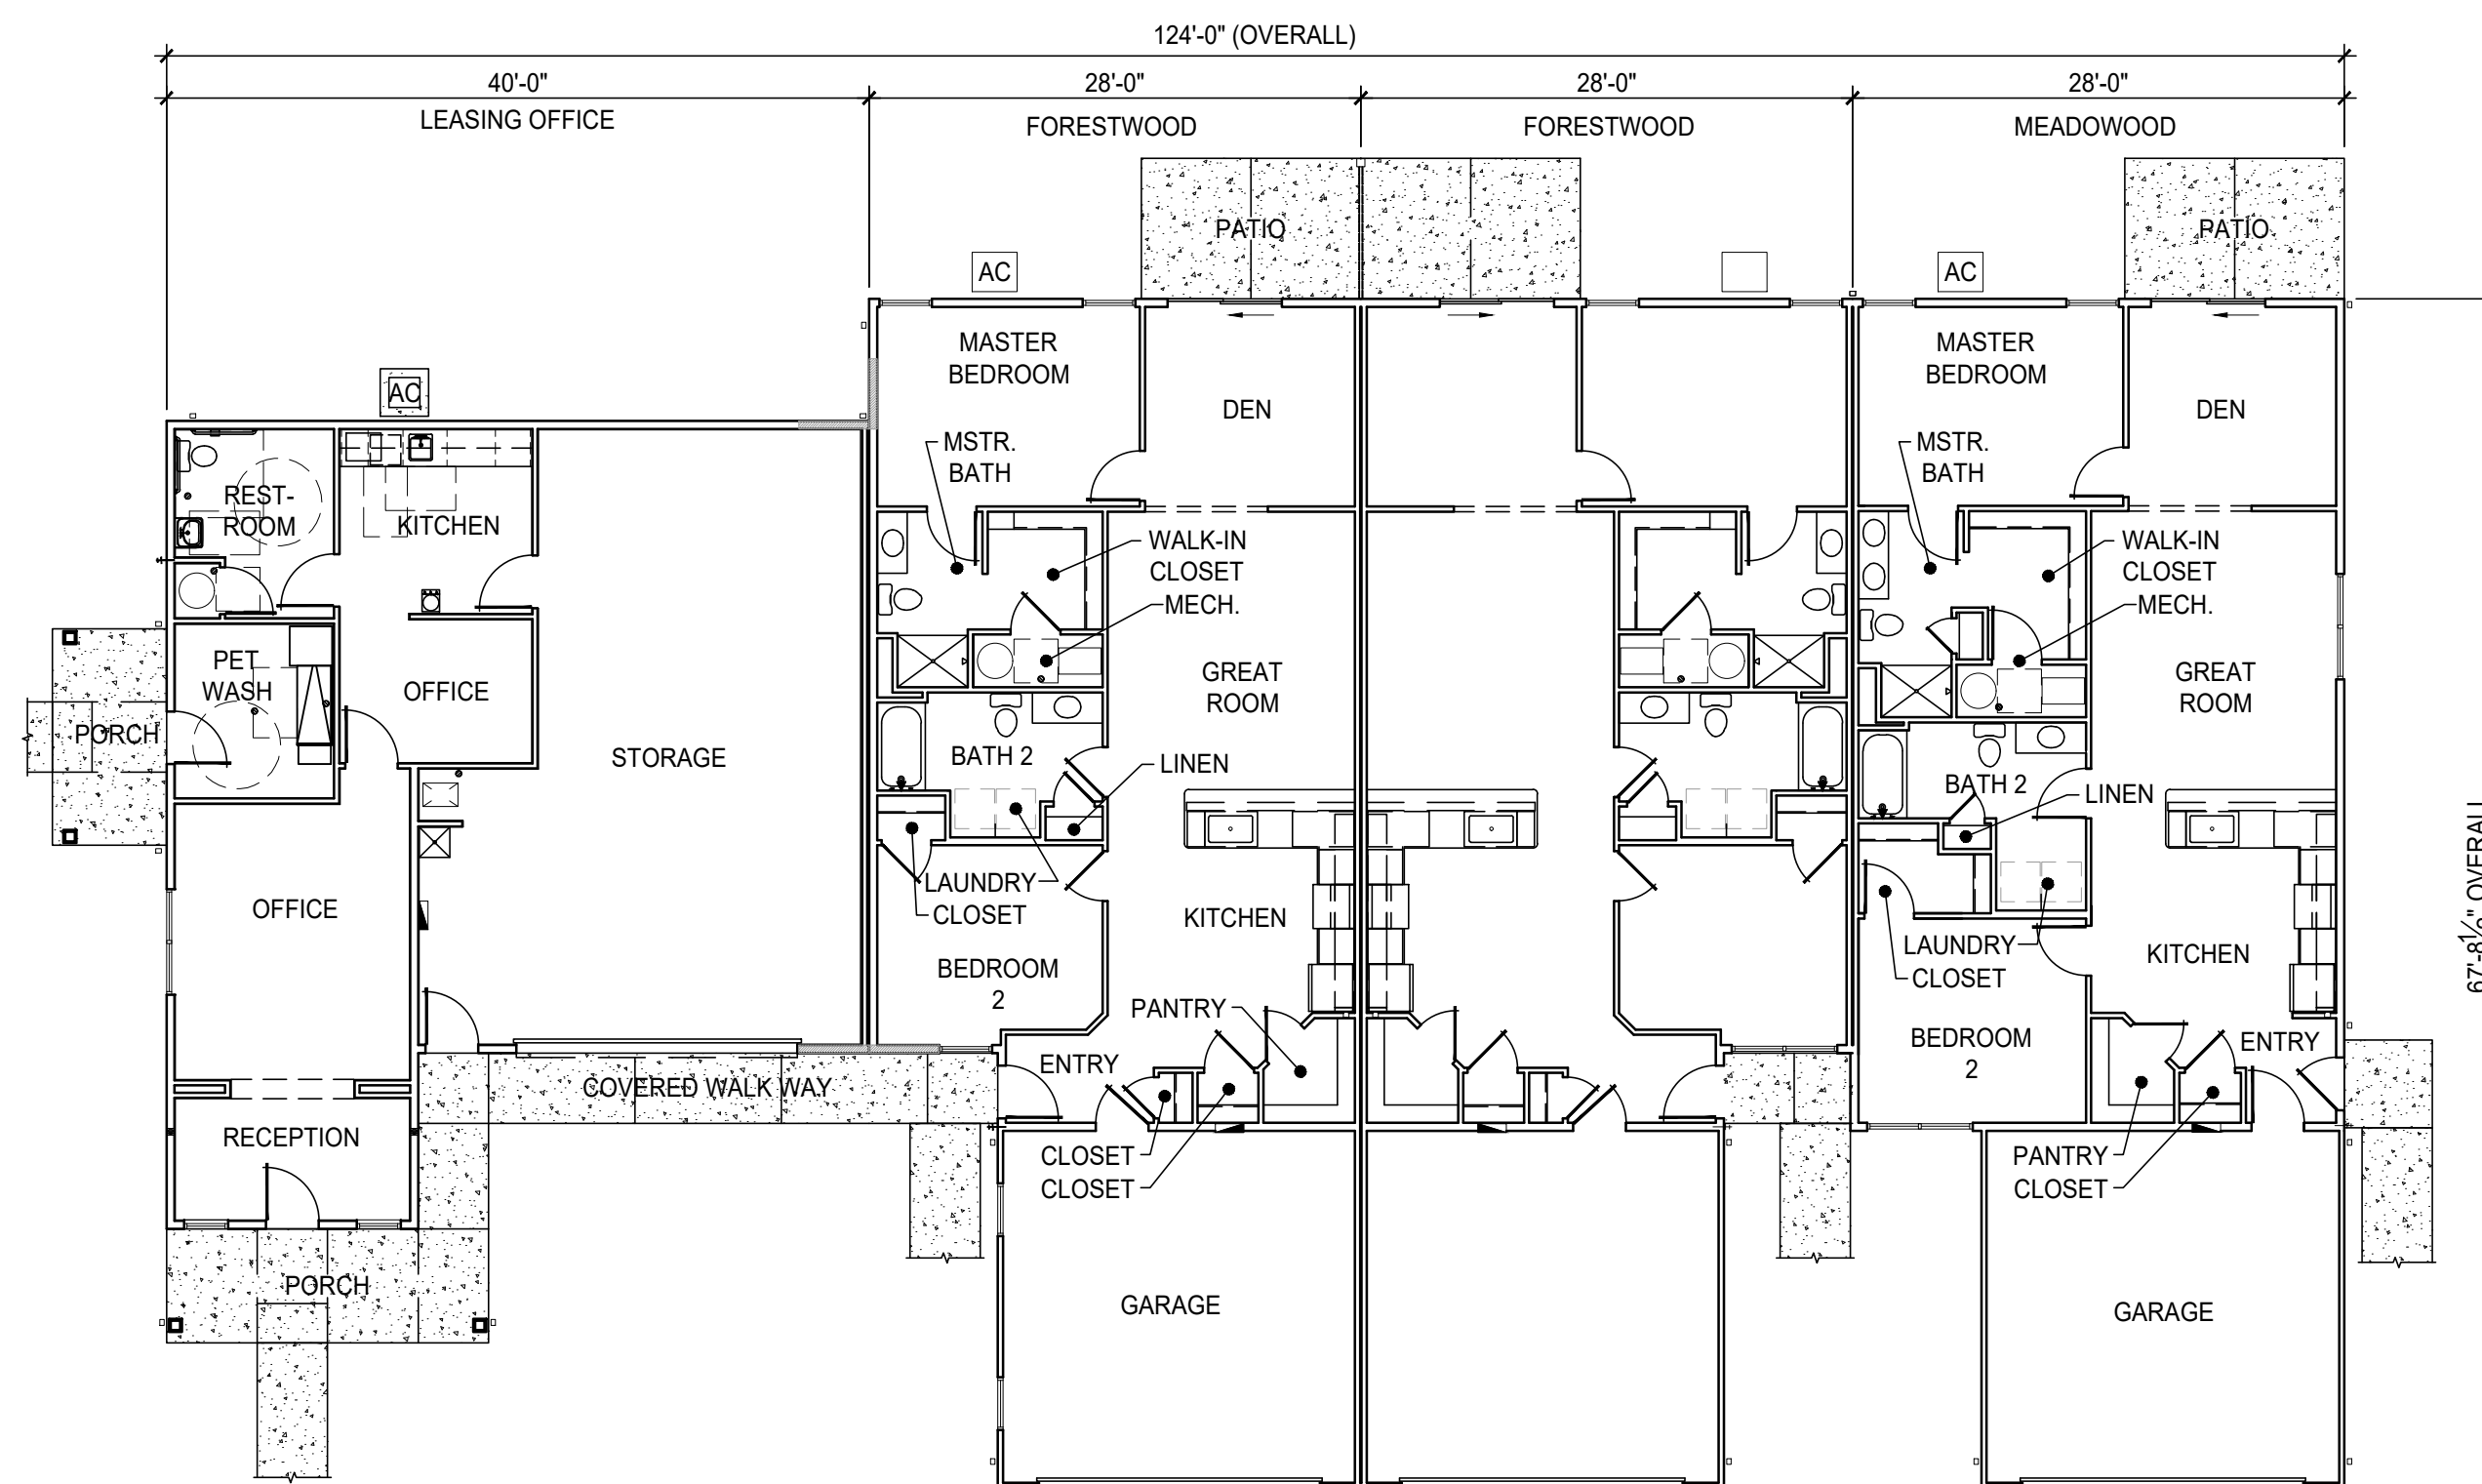 124'-0" (OVERALL)
40'-0"
28'-0"
28'-0"
28'-0"
LEASING OFFICE
FORESTWOOD
FORESTWOOD
MEADOWOOD
PATIO
PATIO
AC
AC
AC
MASTER
BEDROOM
DEN
MASTER
BEDROOM
DEN
MSTR.
BATH
MSTR.
BATH
REST-
ROOM
KITCHEN
WALK-IN
CLOSET
MECH.
WALK-IN
CLOSET
MECH.
PET
WASH
OFFICE
GREAT
ROOM
GREAT
ROOM
PORCH
STORAGE
BATH 2
LINEN
BATH 2
LINEN
67'-8½" OVERALL
OFFICE
LAUNDRY
CLOSET
KITCHEN
LAUNDRY
CLOSET
KITCHEN
BEDROOM
2
PANTRY
BEDROOM
2
ENTRY
ENTRY
COVERED WALK WAY
RECEPTION
CLOSET
CLOSET
PANTRY
CLOSET
PORCH
GARAGE
GARAGE